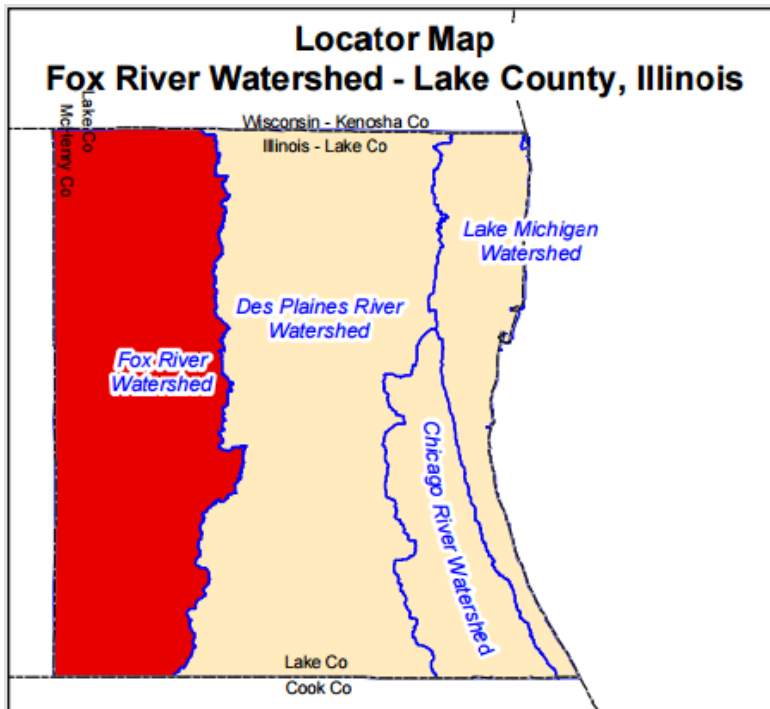 Locator Map
Fox River Watershed - Lake County, Illinois
Lake Co
McHenry Co
Wisconsin - Kenosha Co
Illinois - Lake Co
Lake Michigan
Watershed
Des Plaines River
Watershed
Fox River
Watershed
Chicago River Watershed
Lake Co
Cook Co